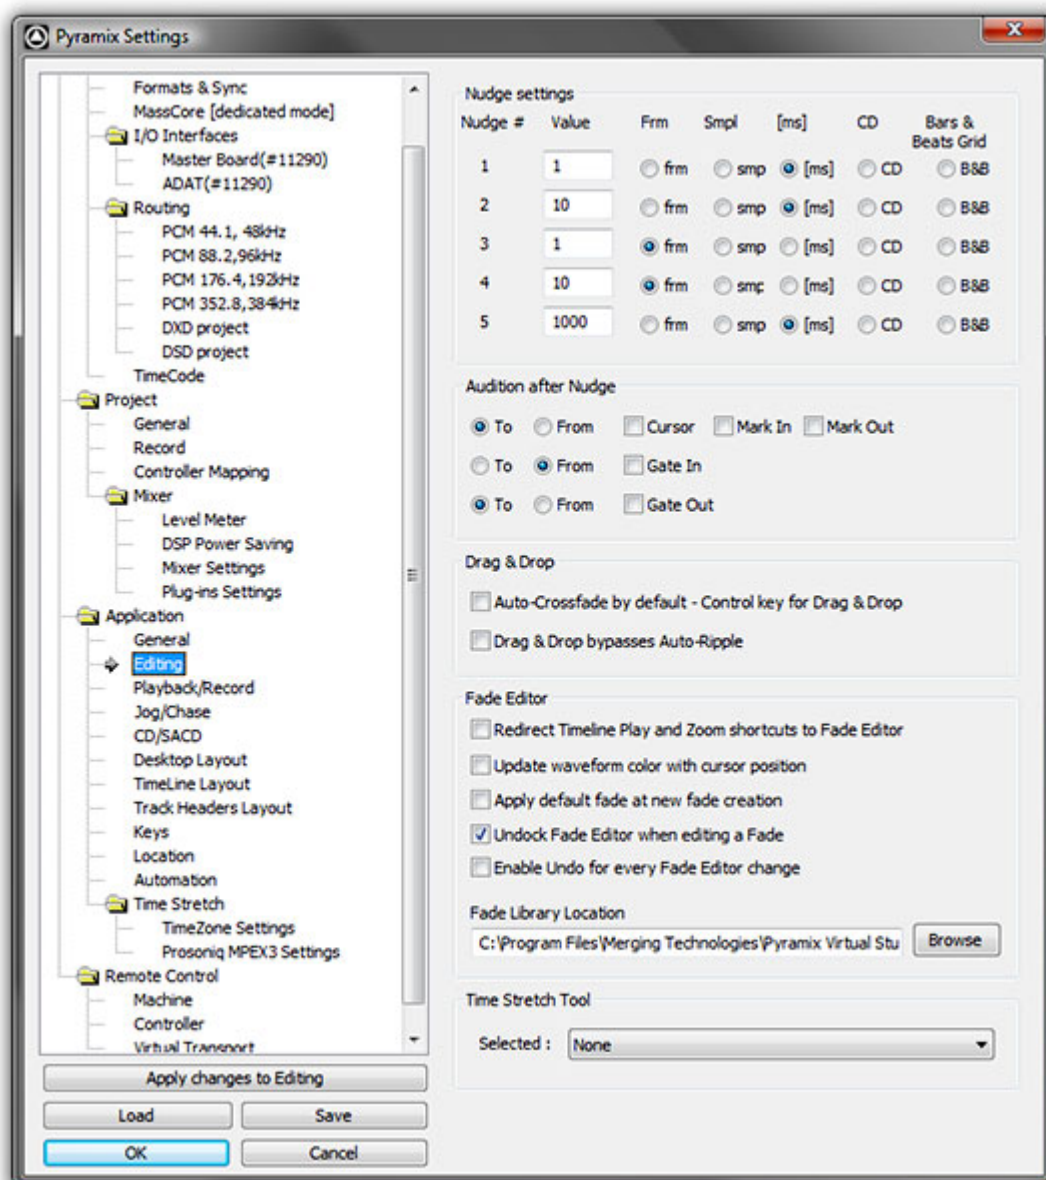 Pyramix Settings
Formats & Sync
MassCore [dedicated mode]
I/O Interfaces
Master Board(#11290)
ADAT(#11290)
Routing
PCM 44.1, 48kHz
PCM 88.2,96kHz
PCM 176.4,192kHz
PCM 352.8,384kHz
DXD project
DSD project
TimeCode
Project
General
Record
Controller Mapping
Mixer
Level Meter
DSP Power Saving
Mixer Settings
Plug-ins Settings
Application
General
Editing
Playback/Record
Jog/Chase
CD/SACD
Desktop Layout
TimeLine Layout
Track Headers Layout
Keys
Location
Automation
Time Stretch
TimeZone Settings
Prosoniq MPEX3 Settings
Remote Control
Machine
Controller
Virtual Transport
Apply changes to Editing
Load Save
OK Cancel
Nudge settings
Nudge # Value Frm Smpl [ms] CD Bars &
Beats Grid
1 1 frm smp [ms] CD B&B
2 10 frm smp [ms] CD B&B
3 1 frm smp [ms] CD B&B
4 10 frm smp [ms] CD B&B
5 1000 frm smp [ms] CD B&B
Audition after Nudge
To From Cursor Mark In Mark Out
To From Gate In
To From Gate Out
Drag & Drop
Auto-Crossfade by default - Control key for Drag & Drop
Drag & Drop bypasses Auto-Ripple
Fade Editor
Redirect Timeline Play and Zoom shortcuts to Fade Editor
Update waveform color with cursor position
Apply default fade at new fade creation
Undock Fade Editor when editing a Fade
Enable Undo for every Fade Editor change
Fade Library Location
C:\Program Files\Merging Technologies\Pyramix Virtual Stu Browse
Time Stretch Tool
Selected : None